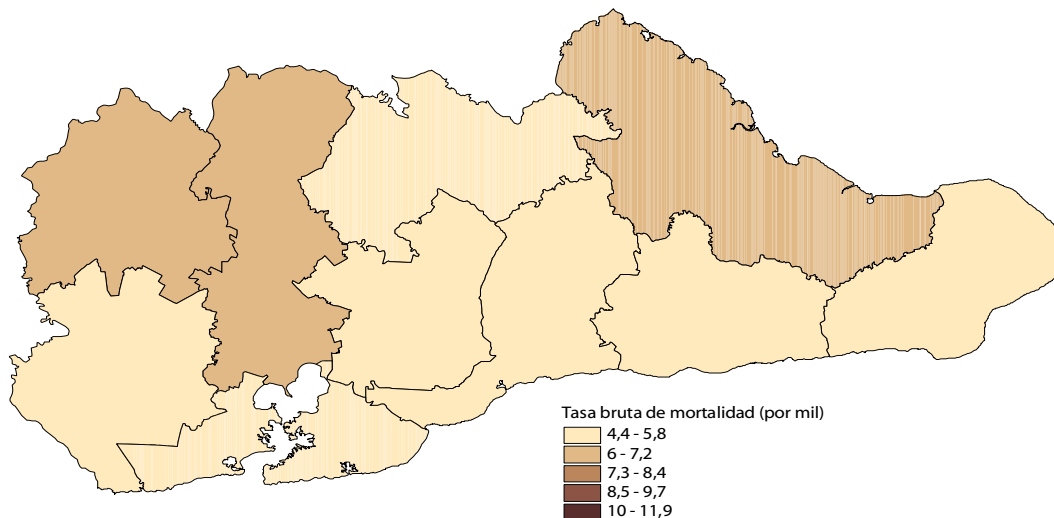 Tasa bruta de mortalidad (por mil)
4,4 - 5,8
6 - 7,2
7,3 - 8,4
8,5 - 9,7
10 - 11,9